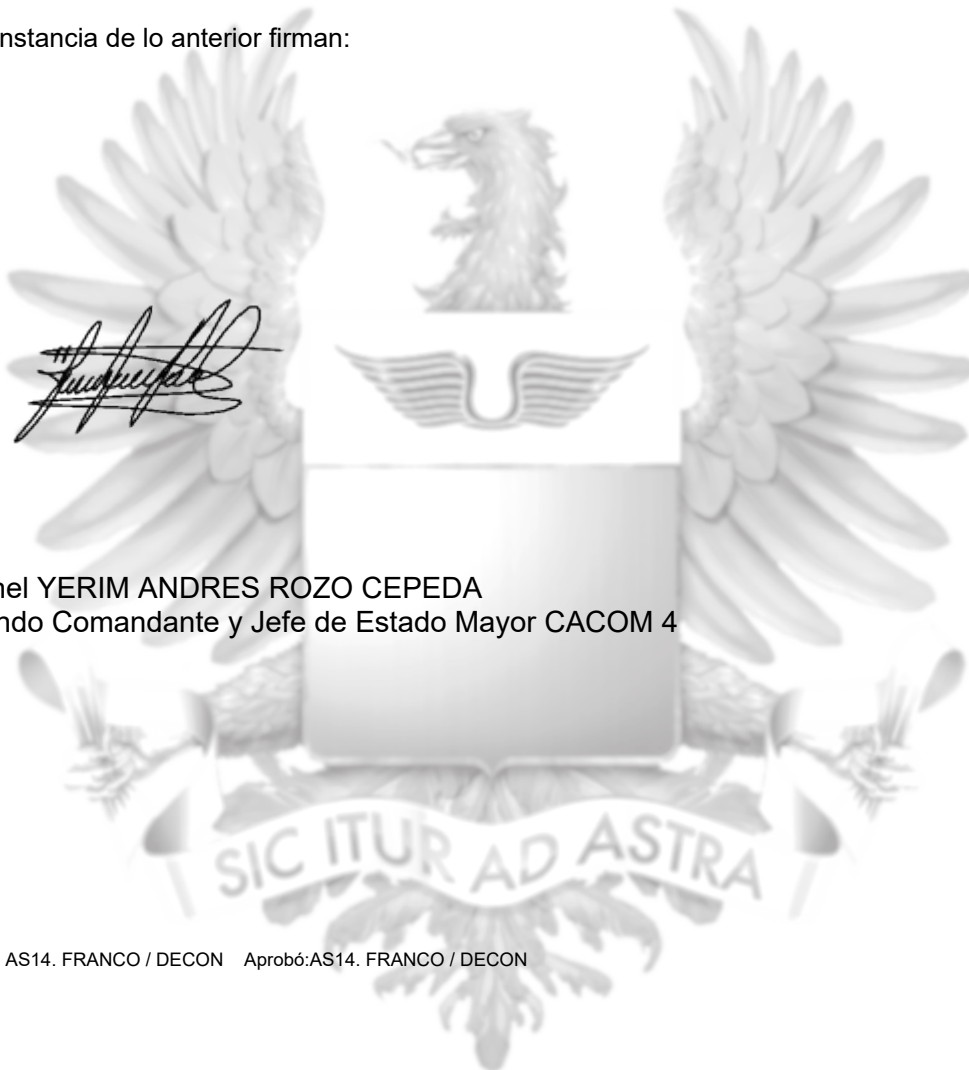 nstancia de lo anterior firman:
nel YERIM ANDRES ROZO CEPEDA
ndo Comandante y Jefe de Estado Mayor CACOM 4
SIC ITUR AD ASTRA
AS14. FRANCO / DECON Aprobó:AS14. FRANCO / DECON